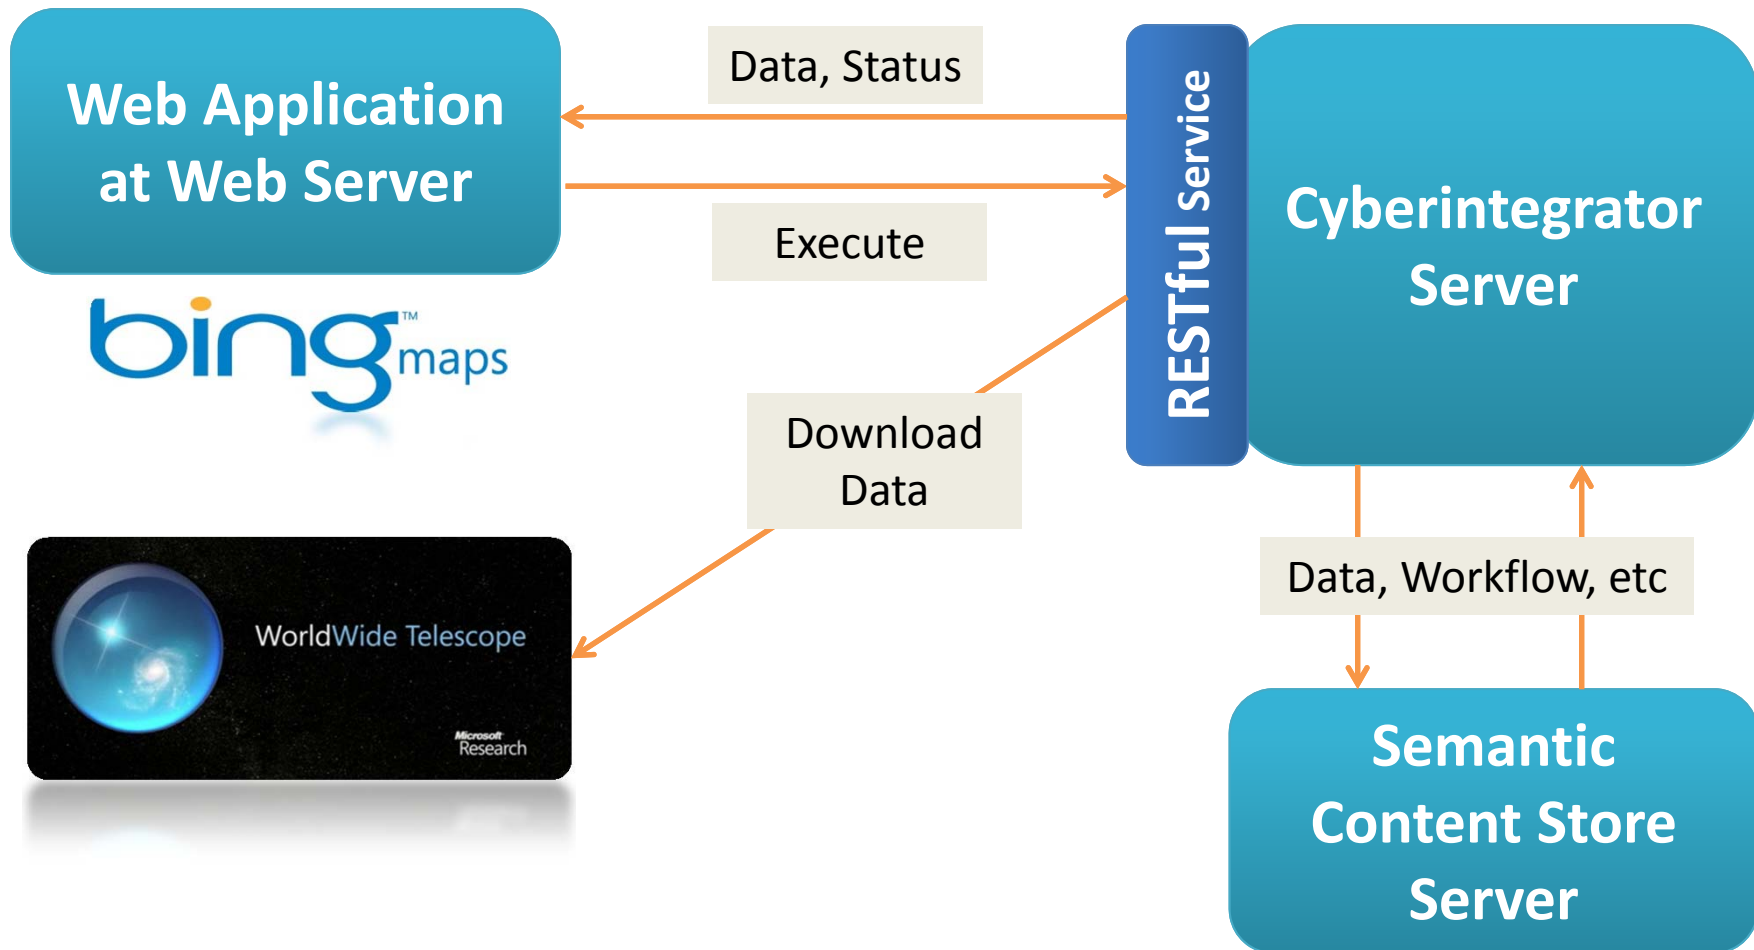 Web Application
at Web Server
Data, Status
Execute
RESTful Service
Cyberintegrator
Server
bing™
maps
Download
Data
WorldWide Telescope
Microsoft
Research
Data, Workflow, etc
Semantic
Content Store
Server